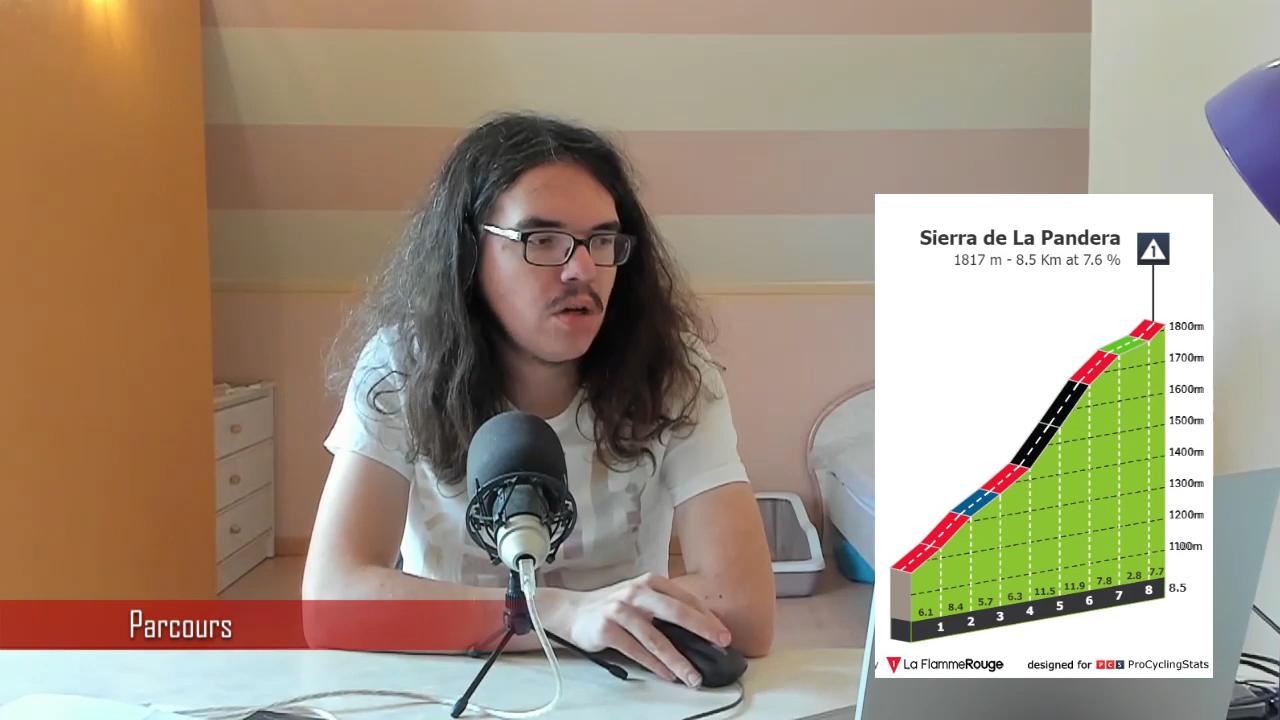 Sierra de La Pandera
1
1817 m - 8.5 Km at 7.6 %
1800m
1700m
1600m
1500m
1400m
1300m
1200m
1100m
8.5
6.1 8.4 5.7 6.3 11.5 11.9 7.8 2.8 7.7
1 2 3 4 5 6 7 8
Parcours
1 La FlammeRouge designed for PCS ProCyclingStats